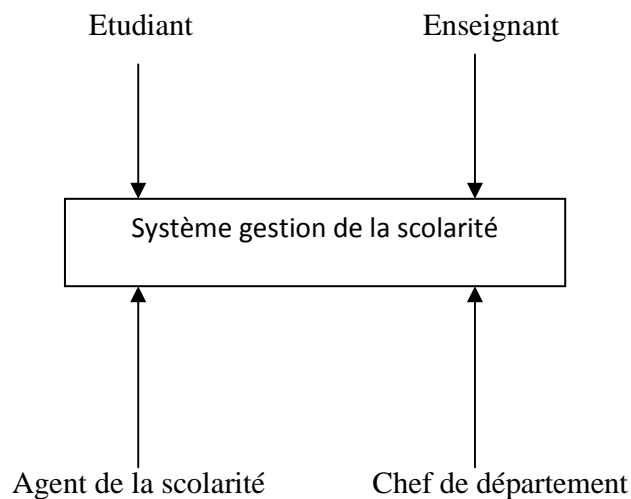 Etudiant
Enseignant
Système gestion de la scolarité
Agent de la scolarité
Chef de département